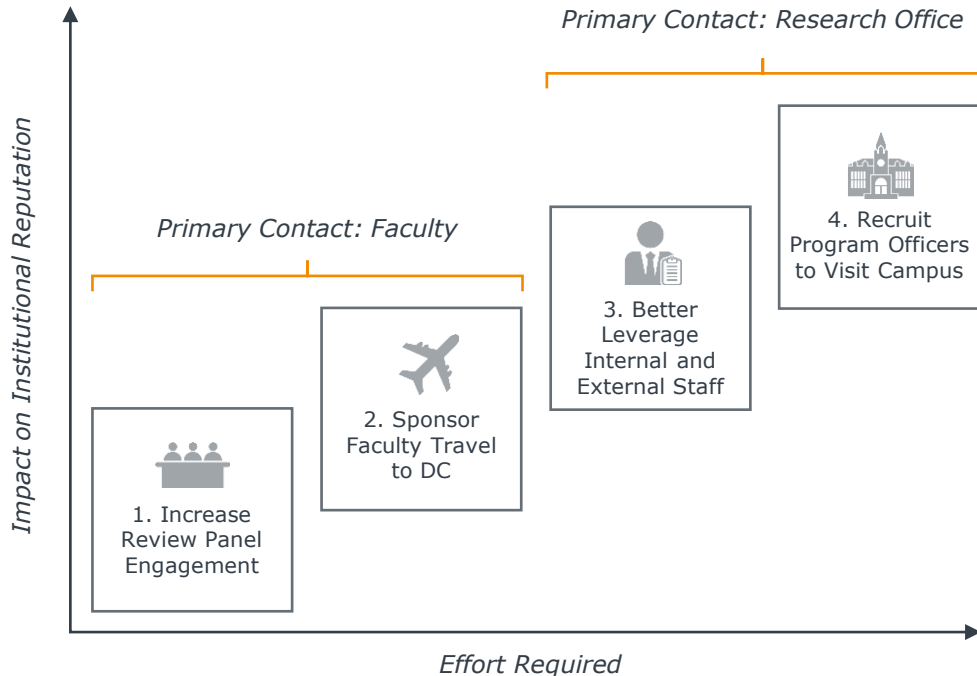 Primary Contact: Research Office
Impact on Institutional Reputation
4. Recruit
Program Officers
to Visit Campus
Primary Contact: Faculty
3. Better
Leverage
Internal and
External Staff
2. Sponsor
Faculty Travel
to DC
1. Increase
Review Panel
Engagement
Effort Required